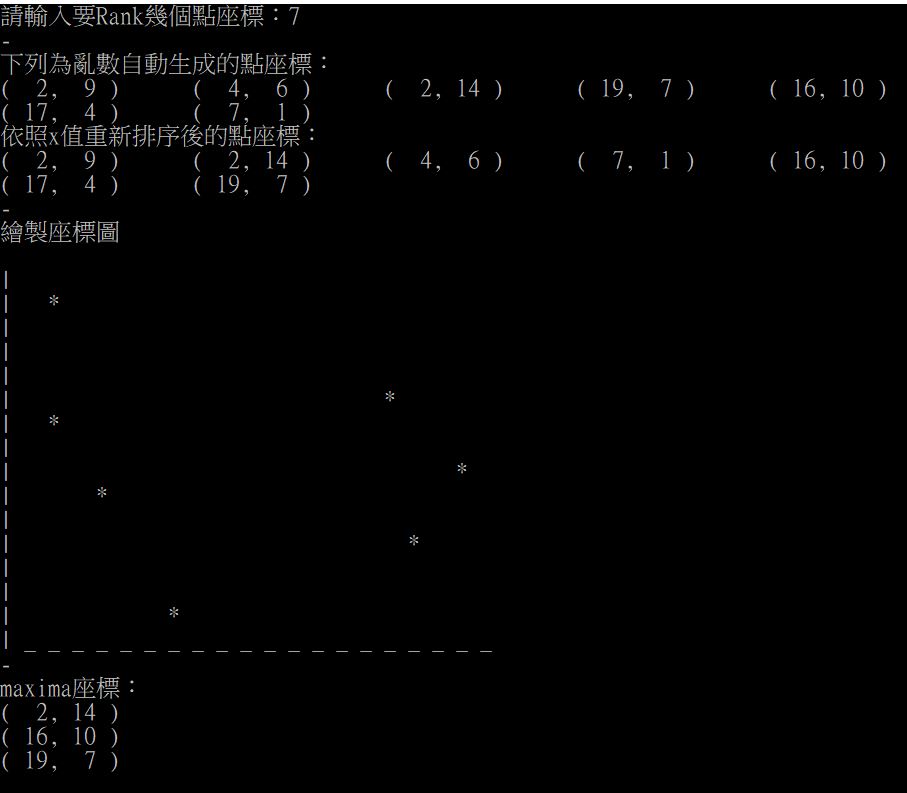 請輸入要Rank幾個點座標：7
-
下列為亂數自動生成的點座標：
(  2,  9 )      (  4,  6 )      (  2, 14 )      ( 19,  7 )      ( 16, 10 )
( 17,  4 )      (  7,  1 )
依照x值重新排序後的點座標：
(  2,  9 )      (  2, 14 )      (  4,  6 )      (  7,  1 )      ( 16, 10 )
( 17,  4 )      ( 19,  7 )
-
繪製座標圖
|
|   *
|
|
|
|                               *
|   *
|
|                                     *
|       *
|
|                                 *
|
|
|             *
| _ _ _ _ _ _ _ _ _ _ _ _ _ _ _ _ _ _ _ _
-
maxima座標：
(  2, 14 )
( 16, 10 )
( 19,  7 )